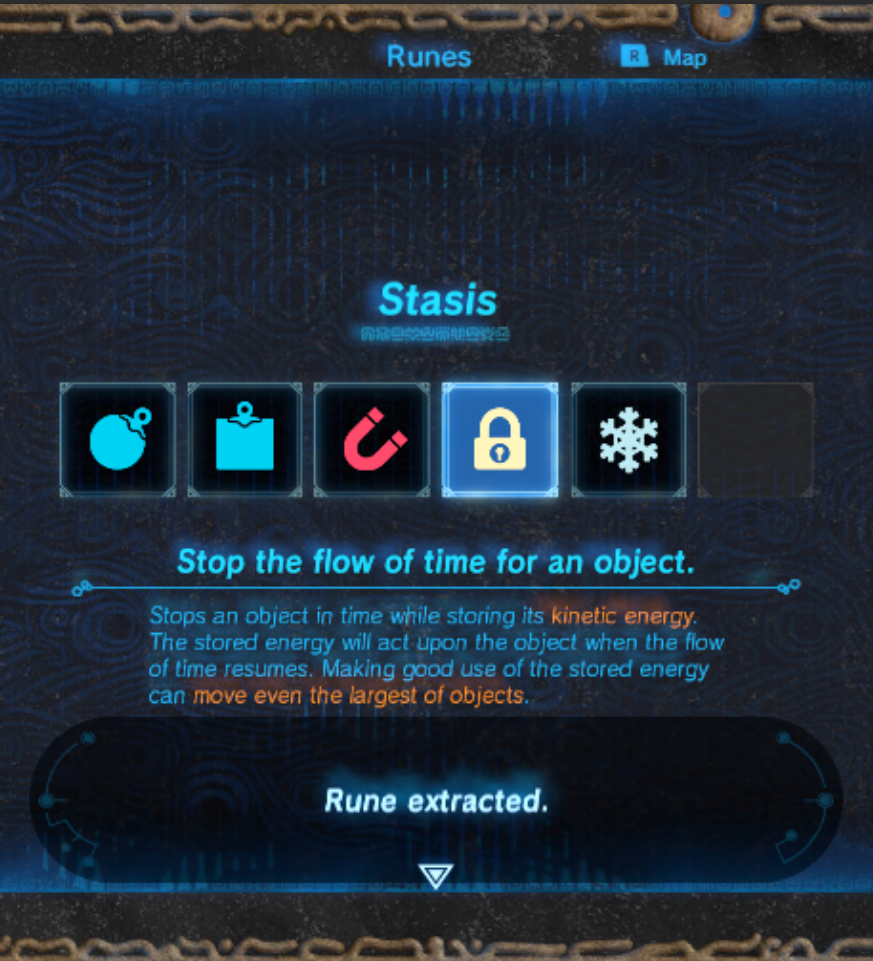 Runes
R Map
Stasis
Stop the flow of time for an object.
Stops an object in time while storing its kinetic energy.
The stored energy will act upon the object when the flow
of time resumes. Making good use of the stored energy
can move even the largest of objects.
Rune extracted.